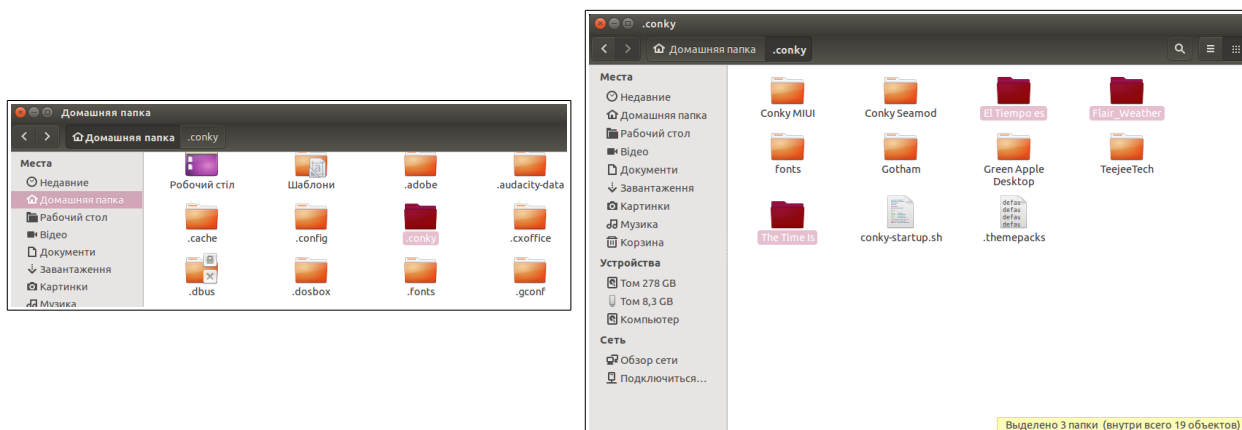 Домашняя папка
Домашняя папка .conky
Места
Недавние
Домашняя папка
Рабочий стол
Відео
Документи
Завантаження
Картинки
Музика
Робочий стіл Шаблони .adobe .audacity-data
.cache .config .conky .cxoffice
.dbus .dosbox .fonts .gconf
.conky
Домашняя папка .conky
Места
Недавние
Домашняя папка
Рабочий стол
Відео
Документи
Завантаження
Картинки
Музика
Корзина
Устройства
Том 278 GB
Том 8,3 GB
Компьютер
Сеть
Обзор сети
Подключиться...
Conky MIUI Conky Seamod El Tiempo es Flair_Weather
fonts Gotham Green Apple Desktop TeejeeTech
defau
defau
defau
defau
The Time Is conky-startup.sh .themepacks
Выделено 3 папки (внутри всего 19 объектов)